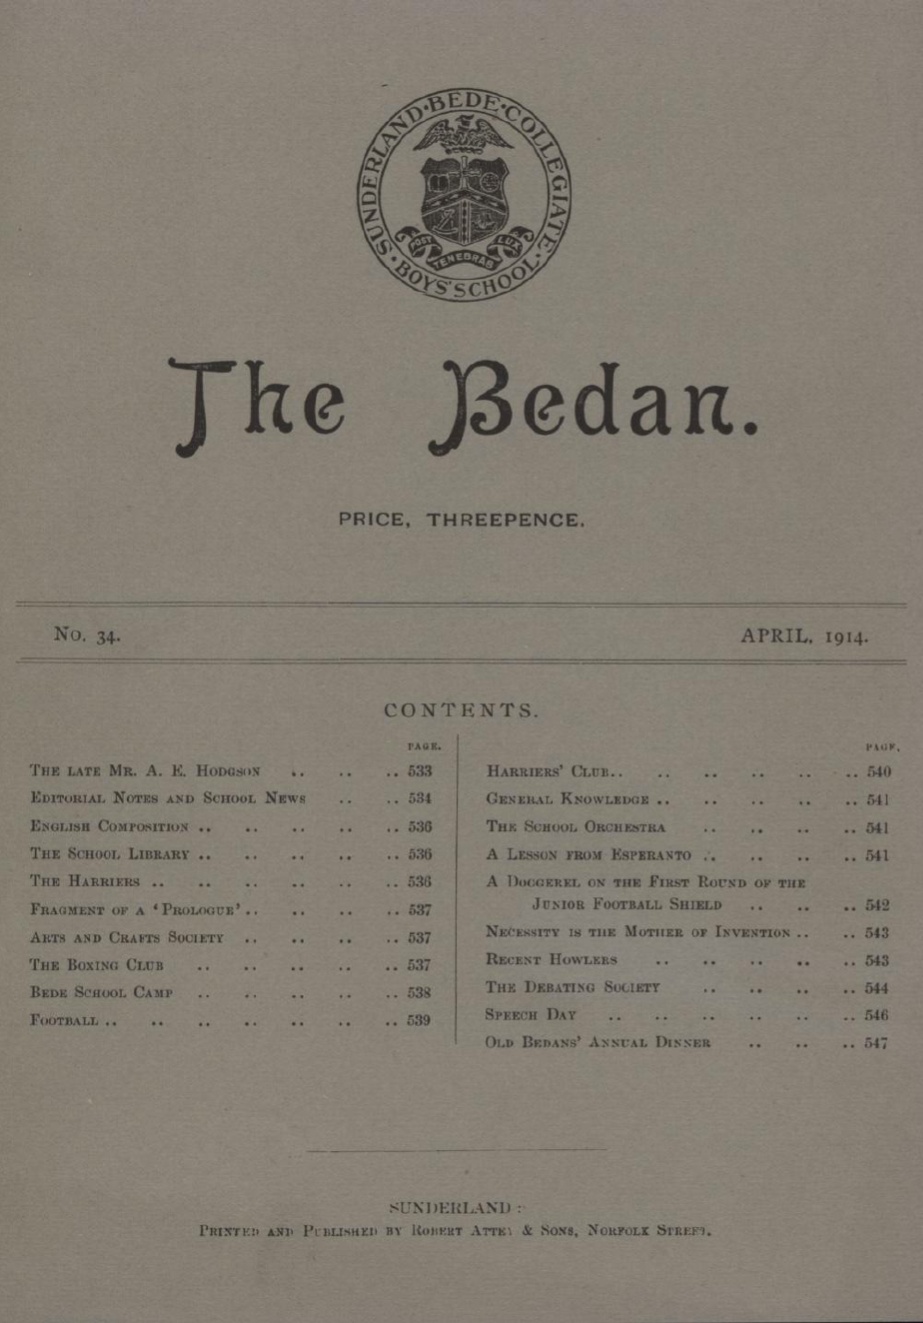 SUNDERLAND·BEDE·COLLEGIATE·BOYS' SCHOOL·
POST TENEBRAS LUX
The Bedan.
PRICE, THREEPENCE.
No. 34.
APRIL, 1914.
CONTENTS.
PAGE.
THE LATE MR. A. E. HODGSON .. .. .. 533
EDITORIAL NOTES AND SCHOOL NEWS .. .. 534
ENGLISH COMPOSITION .. .. .. .. .. 536
THE SCHOOL LIBRARY .. .. .. .. .. 536
THE HARRIERS .. .. .. .. .. .. 536
FRAGMENT OF A 'PROLOGUE' .. .. .. .. 537
ARTS AND CRAFTS SOCIETY .. .. .. .. 537
THE BOXING CLUB .. .. .. .. .. 537
BEDE SCHOOL CAMP .. .. .. .. .. 538
FOOTBALL .. .. .. .. .. .. .. 539
PAGE.
HARRIERS' CLUB .. .. .. .. .. .. 540
GENERAL KNOWLEDGE .. .. .. .. .. 541
THE SCHOOL ORCHESTRA .. .. .. .. 541
A LESSON FROM ESPERANTO .. .. .. .. 541
A DOGGEREL ON THE FIRST ROUND OF THE
JUNIOR FOOTBALL SHIELD .. .. .. 542
NECESSITY IS THE MOTHER OF INVENTION .. .. 543
RECENT HOWLERS .. .. .. .. .. 543
THE DEBATING SOCIETY .. .. .. .. 544
SPEECH DAY .. .. .. .. .. .. 546
OLD BEDANS' ANNUAL DINNER .. .. .. 547
SUNDERLAND:
PRINTED AND PUBLISHED BY ROBERT & SONS, NORFOLK STREET.